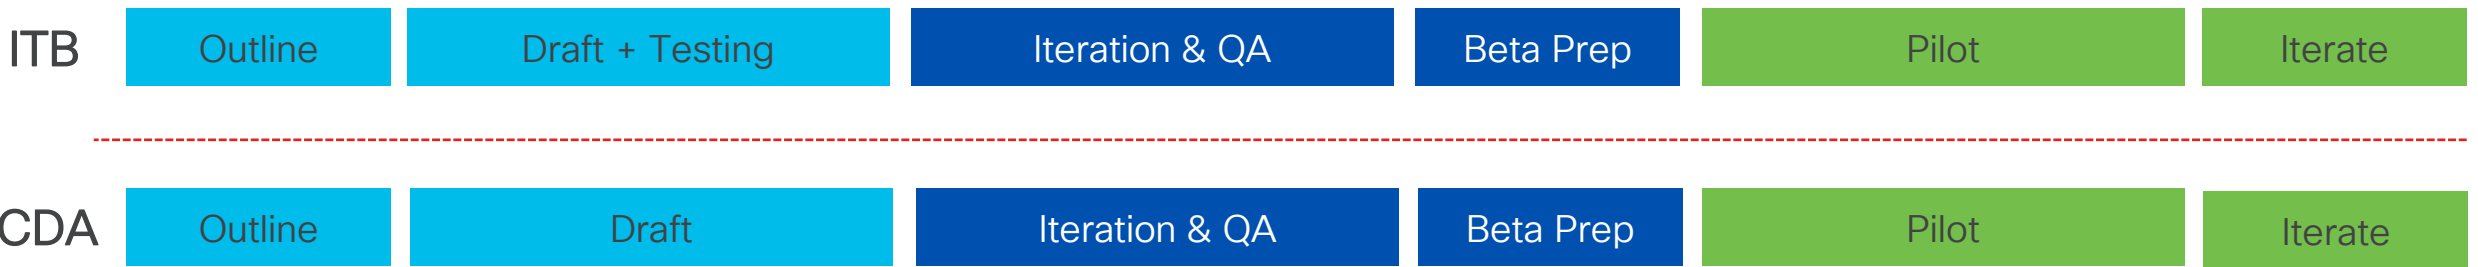 ITB Outline Draft + Testing Iteration & QA Beta Prep Pilot Iterate
CDA Outline Draft Iteration & QA Beta Prep Pilot Iterate